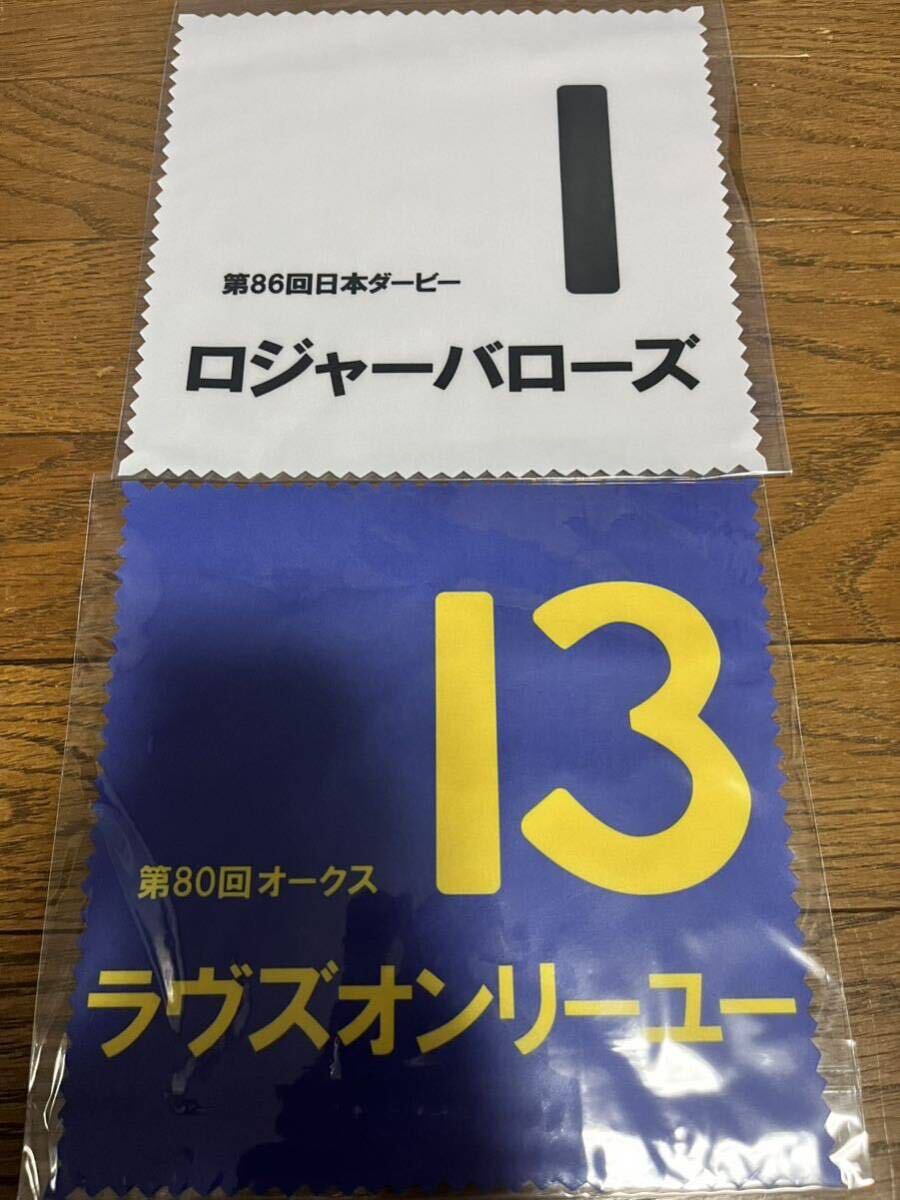 1
第86回日本ダービー
ロジャーバローズ
13
第80回オークス
ラヴズオンリーユー